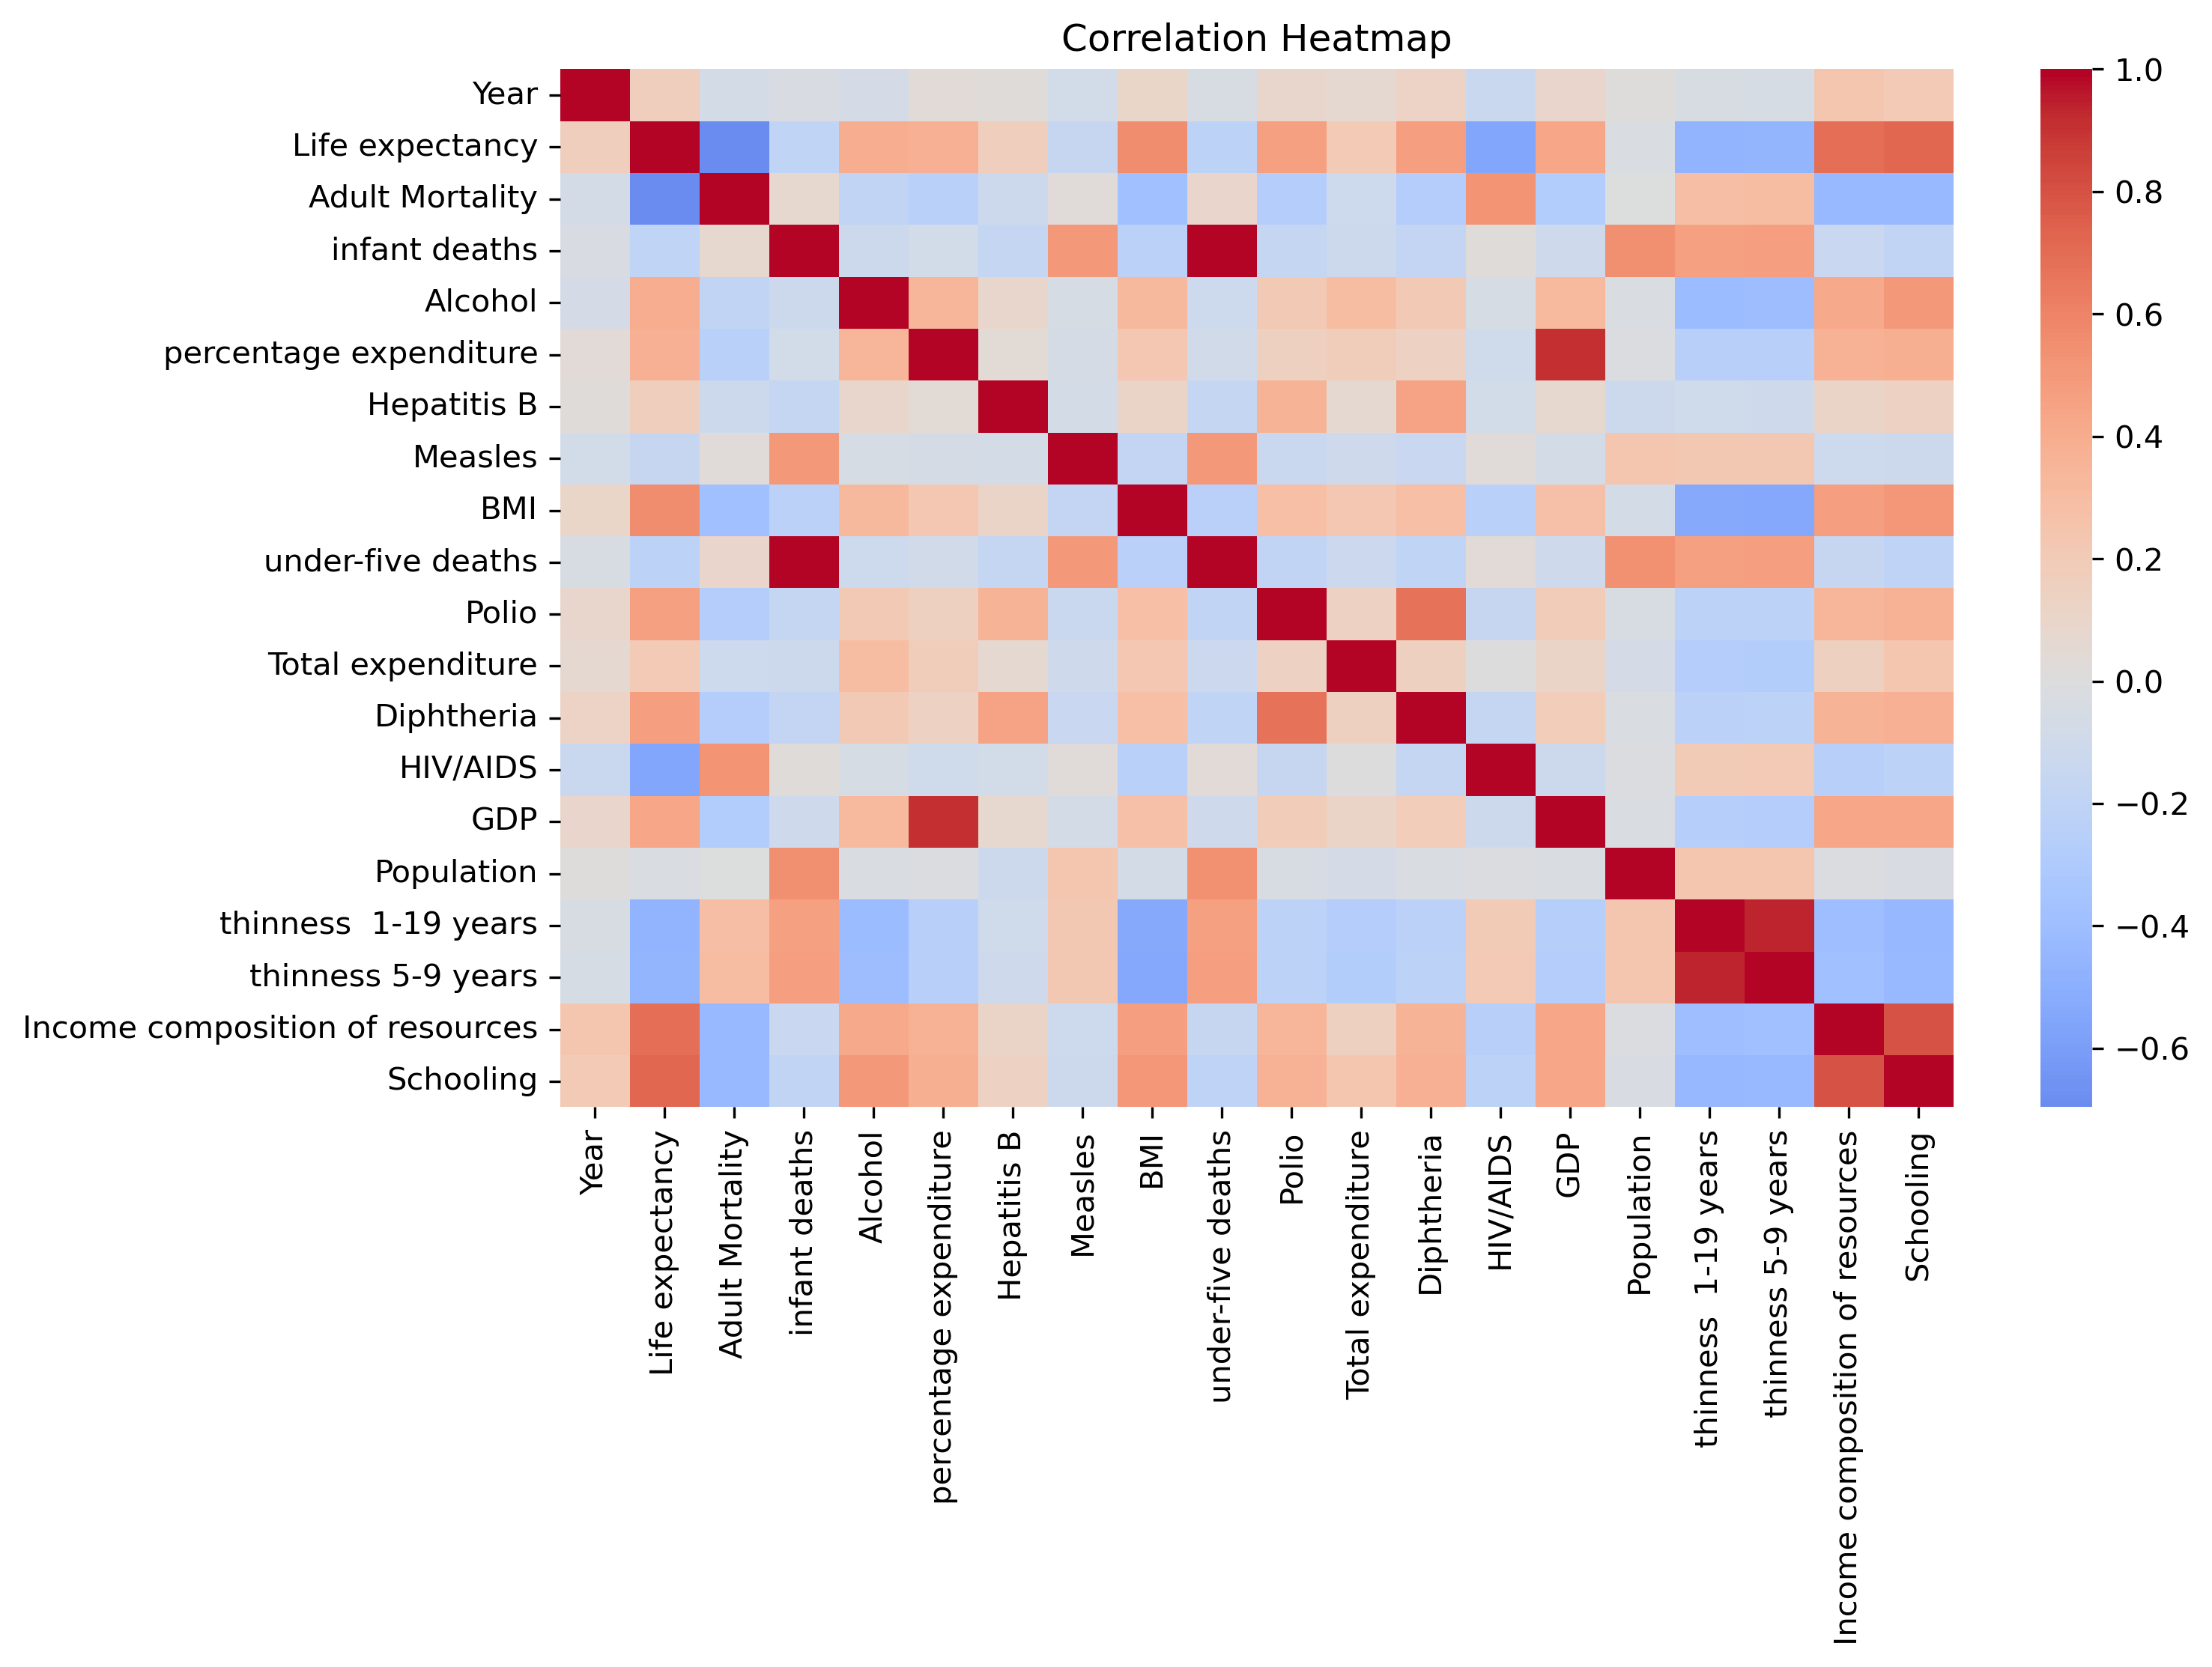 Correlation Heatmap
Year
Life expectancy
Adult Mortality
infant deaths
Alcohol
percentage expenditure
Hepatitis B
Measles
BMI
under-five deaths
Polio
Total expenditure
Diphtheria
HIV/AIDS
GDP
Population
thinness  1-19 years
thinness 5-9 years
Income composition of resources
Schooling
Year
Life expectancy
Adult Mortality
infant deaths
Alcohol
percentage expenditure
Hepatitis B
Measles
BMI
under-five deaths
Polio
Total expenditure
Diphtheria
HIV/AIDS
GDP
Population
thinness  1-19 years
thinness 5-9 years
Income composition of resources
Schooling
1.0
0.8
0.6
0.4
0.2
0.0
−0.2
−0.4
−0.6